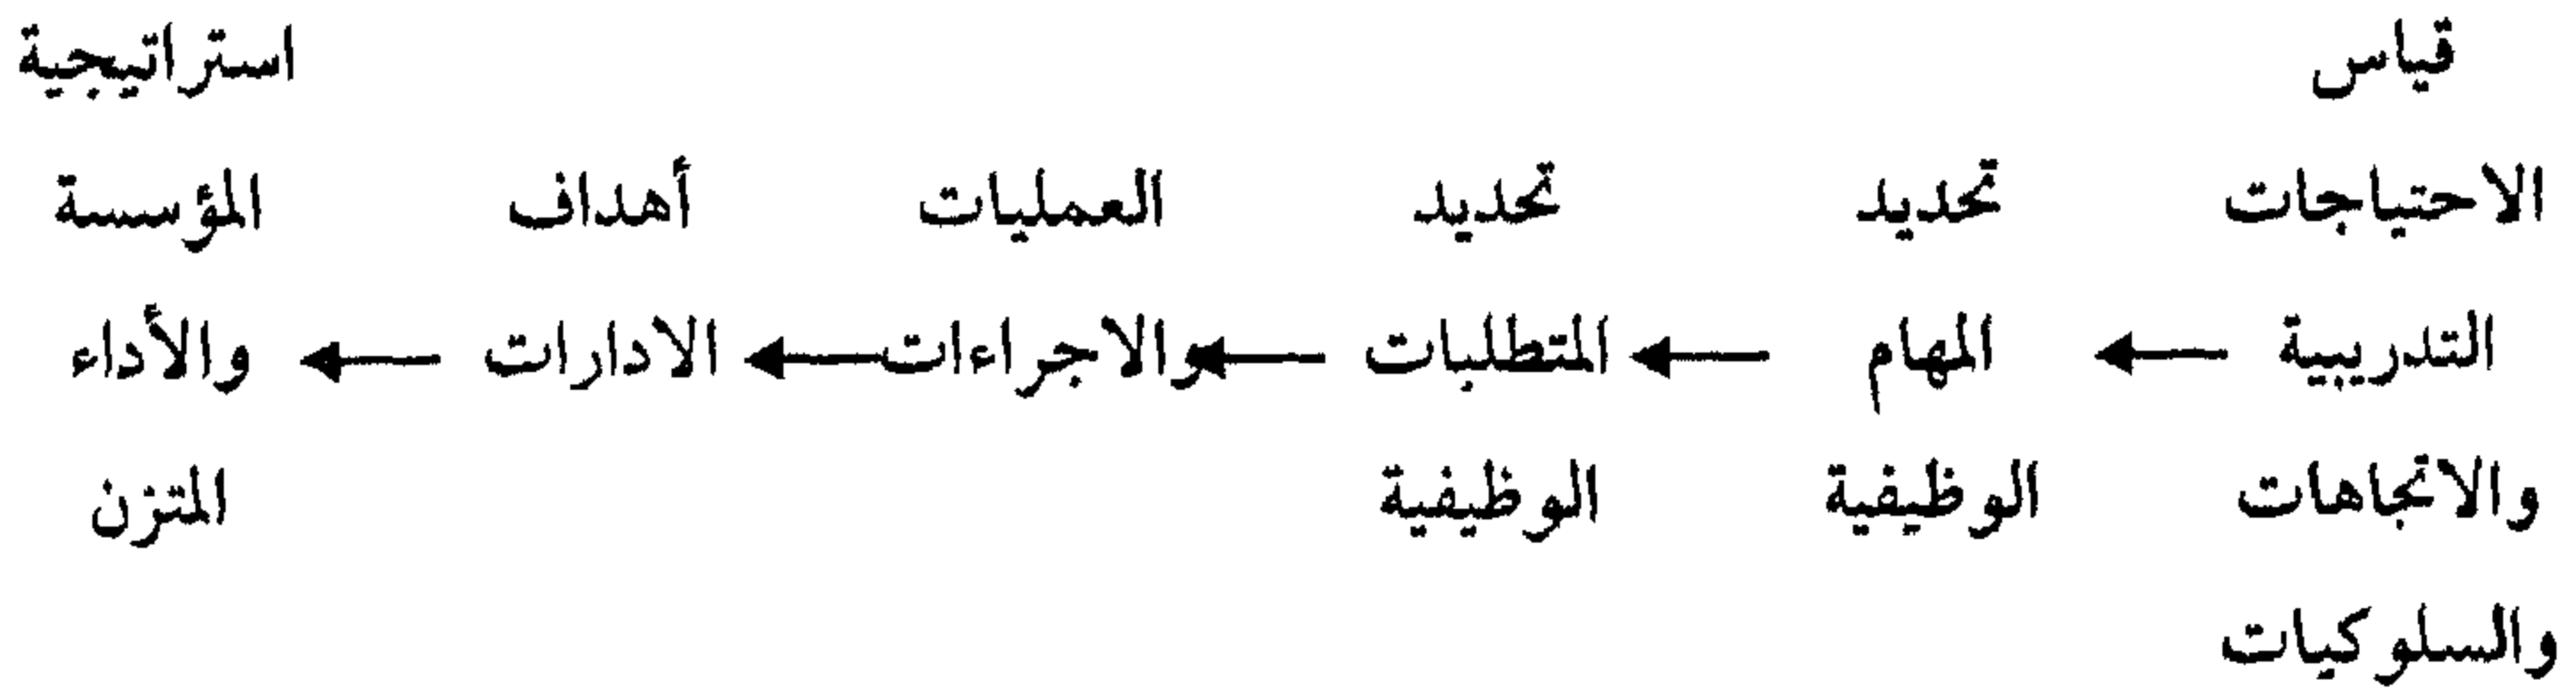 قياس
الاحتياجات
التدريبية
والاتجاهات
والسلوكيات
تحديد
المهام
الوظيفية
تحديد
المتطلبات
الوظيفية
العمليات
والاجراءات
أهداف
الادارات
استراتيجية
المؤسسة
والأداء
المتزن